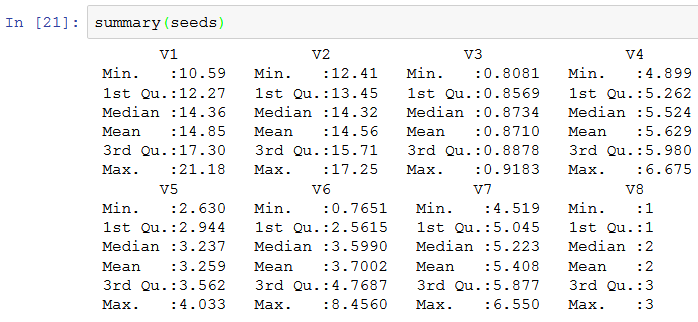 In [21]: summary(seeds)
V1 V2 V3 V4
Min. :10.59 Min. :12.41 Min. :0.8081 Min. :4.899
1st Qu.:12.27 1st Qu.:13.45 1st Qu.:0.8569 1st Qu.:5.262
Median :14.36 Median :14.32 Median :0.8734 Median :5.524
Mean :14.85 Mean :14.56 Mean :0.8710 Mean :5.629
3rd Qu.:17.30 3rd Qu.:15.71 3rd Qu.:0.8878 3rd Qu.:5.980
Max. :21.18 Max. :17.25 Max. :0.9183 Max. :6.675
V5 V6 V7 V8
Min. :2.630 Min. :0.7651 Min. :4.519 Min. :1
1st Qu.:2.944 1st Qu.:2.5615 1st Qu.:5.045 1st Qu.:1
Median :3.237 Median :3.5990 Median :5.223 Median :2
Mean :3.259 Mean :3.7002 Mean :5.408 Mean :2
3rd Qu.:3.562 3rd Qu.:4.7687 3rd Qu.:5.877 3rd Qu.:3
Max. :4.033 Max. :8.4560 Max. :6.550 Max. :3